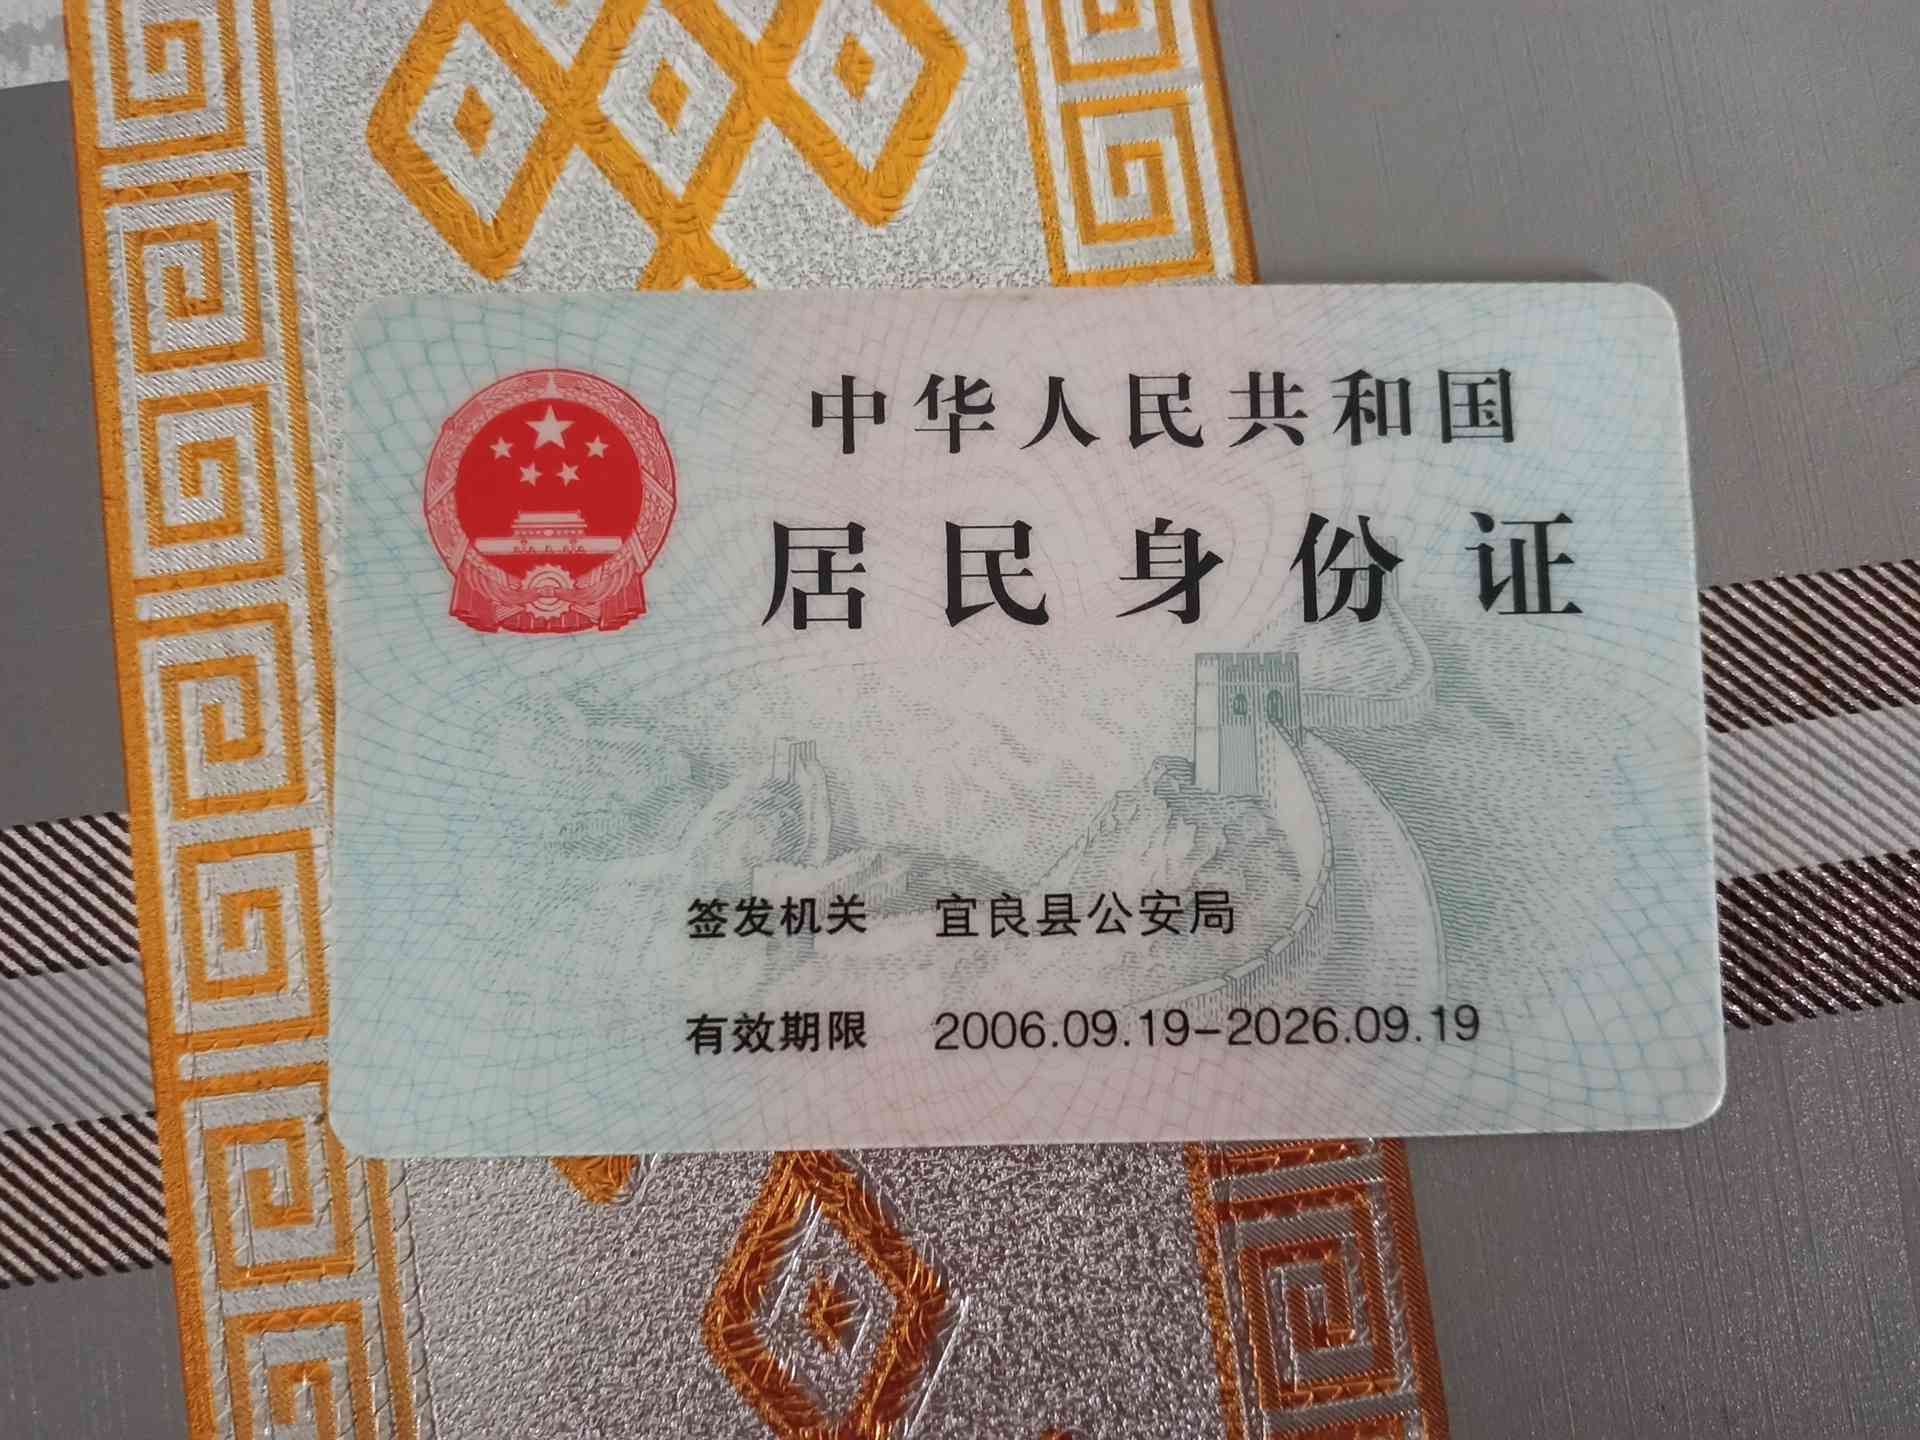 中华人民共和国
居民身份证
签发机关 宜良县公安局
有效期限 2006.09.19-2026.09.19